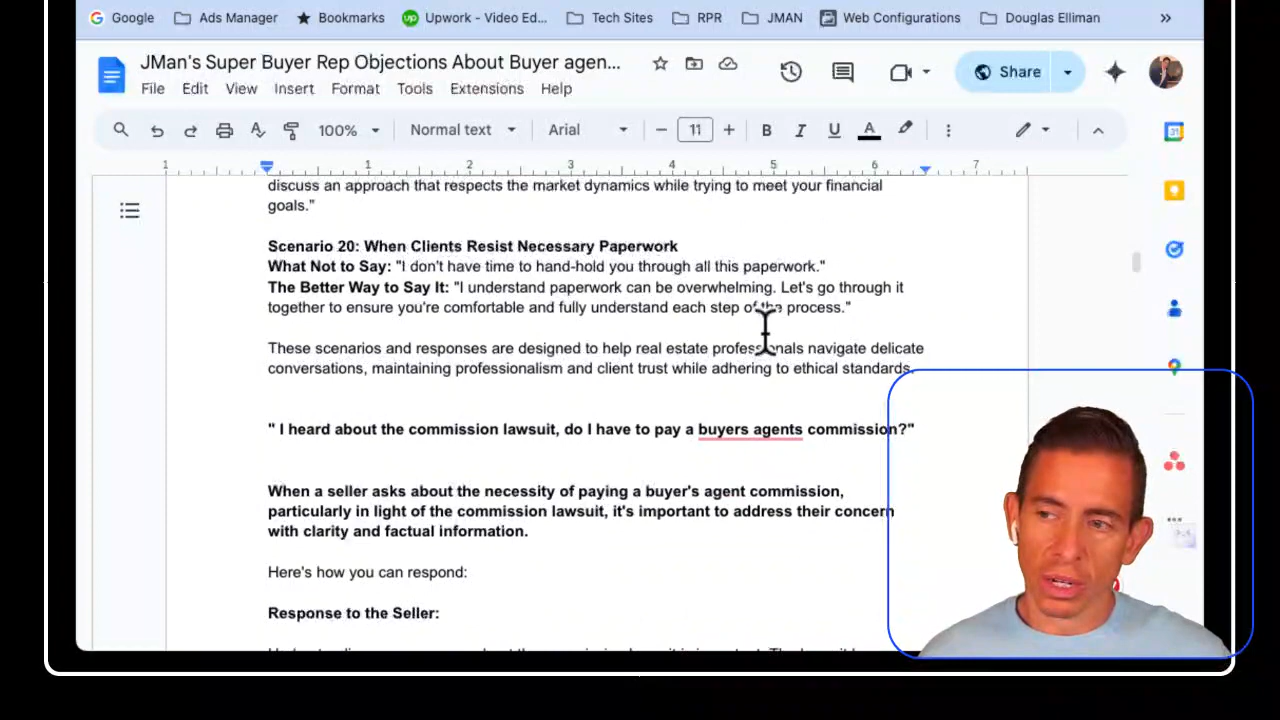 Google Ads Manager Bookmarks Upwork - Video Ed... Tech Sites RPR JMAN Web Configurations Douglas Elliman »
JMan's Super Buyer Rep Objections About Buyer agen...
Share
File Edit View Insert Format Tools Extensions Help
100% Normal text Arial 11 B I U A
1 1 2 3 4 5 6 7
31
discuss an approach that respects the market dynamics while trying to meet your financial
goals."
Scenario 20: When Clients Resist Necessary Paperwork
What Not to Say: "I don't have time to hand-hold you through all this paperwork."
The Better Way to Say It: "I understand paperwork can be overwhelming. Let's go through it
together to ensure you're comfortable and fully understand each step of the process."
These scenarios and responses are designed to help real estate professionals navigate delicate
conversations, maintaining professionalism and client trust while adhering to ethical standards.
" I heard about the commission lawsuit, do I have to pay a buyers agents commission?"
When a seller asks about the necessity of paying a buyer's agent commission,
particularly in light of the commission lawsuit, it's important to address their concern
with clarity and factual information.
Here's how you can respond:
Response to the Seller: